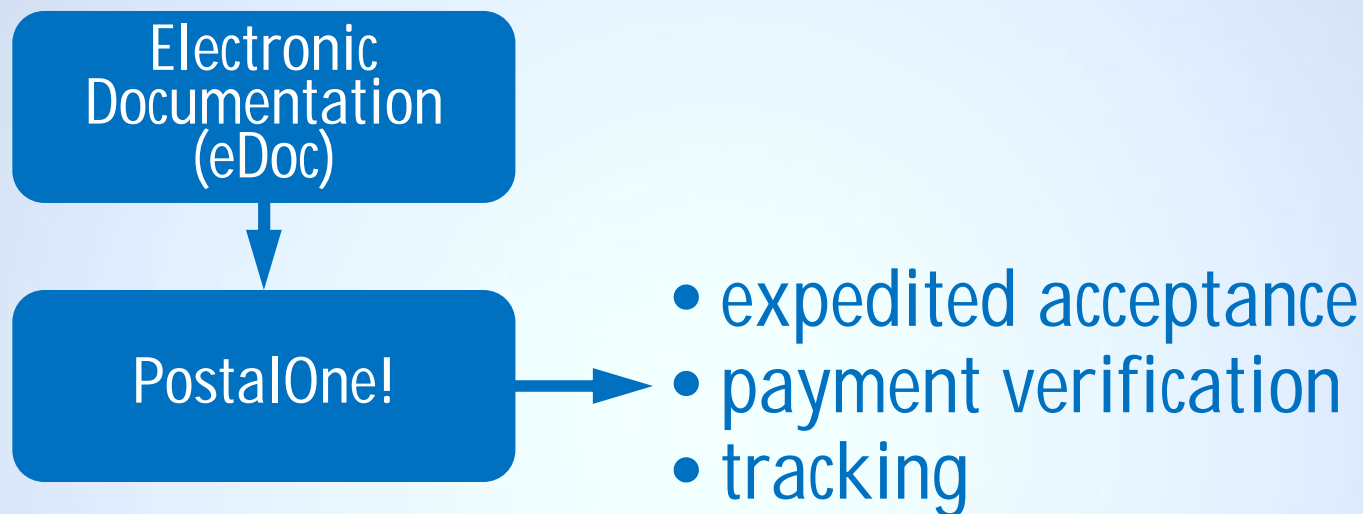 Electronic
Documentation
(eDoc)
PostalOne!
• expedited acceptance
• payment verification
• tracking